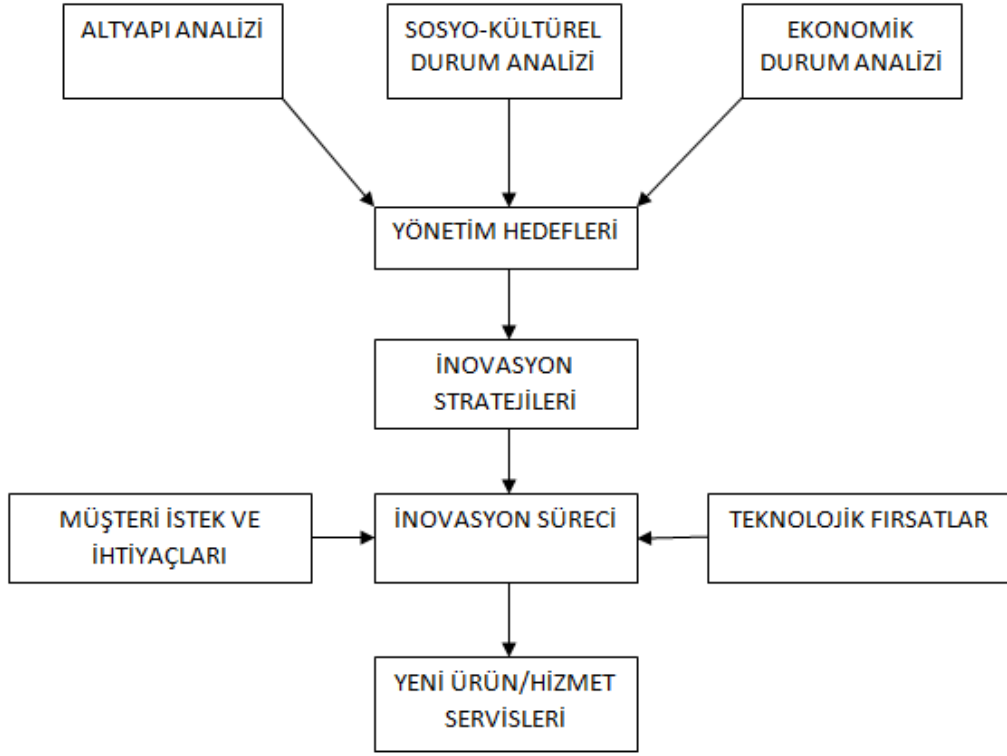 ALTYAPI ANALİZİ
SOSYO-KÜLTÜREL
DURUM ANALİZİ
EKONOMİK
DURUM ANALİZİ
YÖNETİM HEDEFLERİ
İNOVASYON
STRATEJİLERİ
MÜŞTERİ İSTEK VE
İHTİYAÇLARI
İNOVASYON SÜRECİ
TEKNOLOJİK FIRSATLAR
YENİ ÜRÜN/HİZMET
SERVİSLERİ